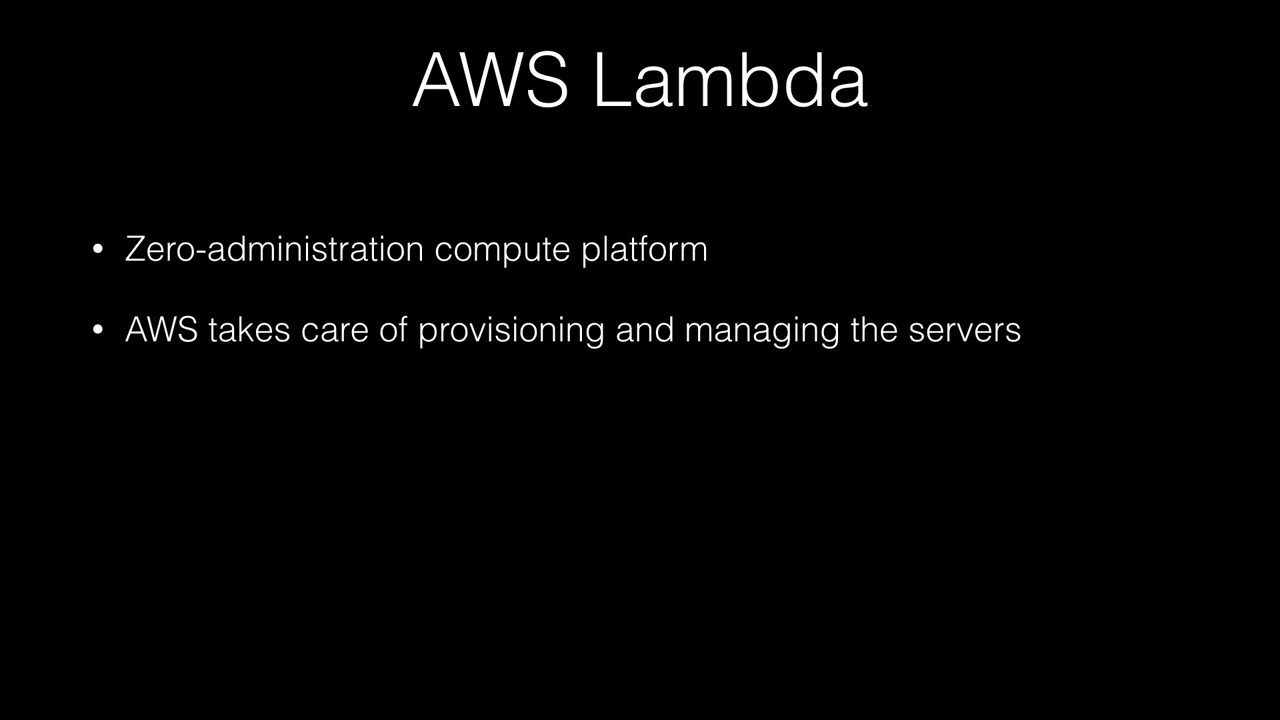 AWS Lambda
• Zero-administration compute platform
• AWS takes care of provisioning and managing the servers